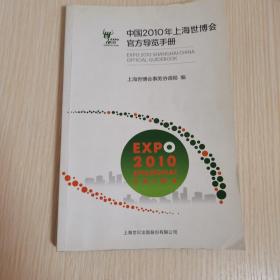 中国2010年上海世博会
官方导览手册
EXPO 2010 SHANGHAI CHINA
OFFICIAL GUIDEBOOK
上海世博会事务协调局 编
EXPO
2010
SHANGHAI
上海世纪出版股份有限公司